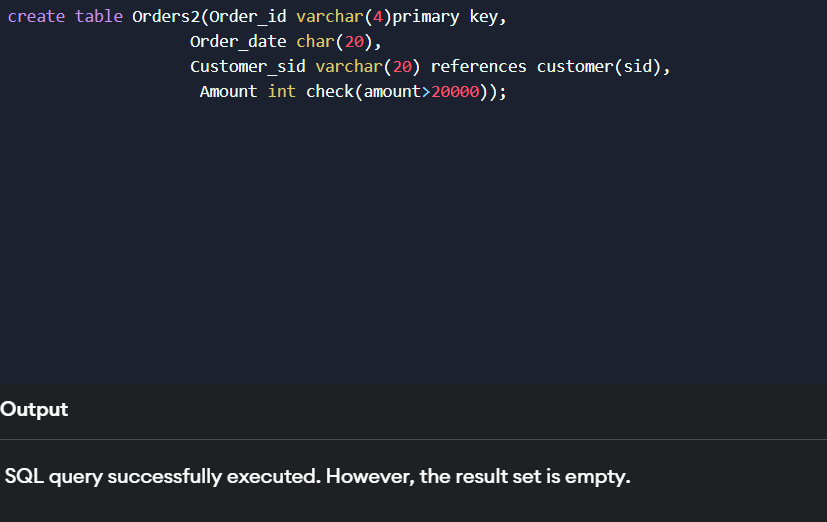 create table Orders2(Order_id varchar(4)primary key,
Order_date char(20),
Customer_sid varchar(20) references customer(sid),
Amount int check(amount>20000));
Output
SQL query successfully executed. However, the result set is empty.